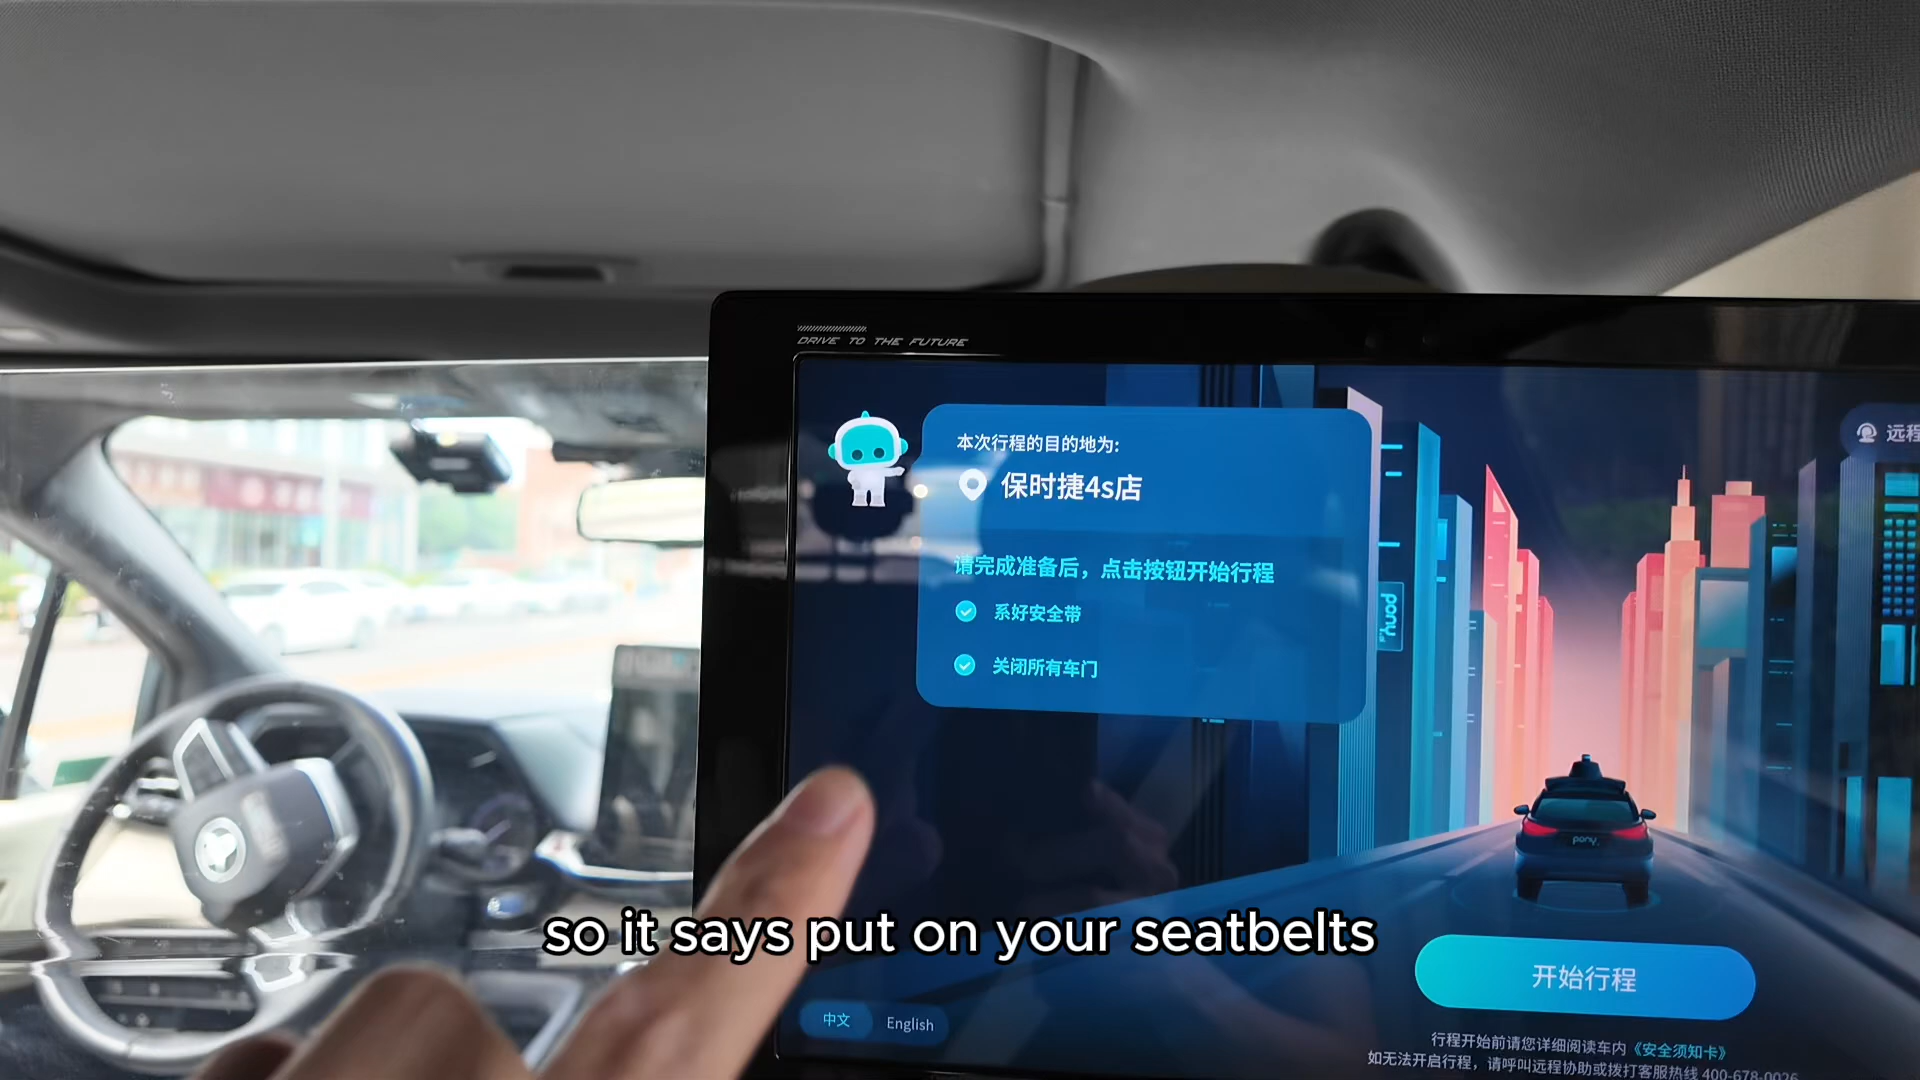 DRIVE TO THE FUTURE
本次行程的目的地为:
保时捷4s店
远程
请完成准备后，点击按钮开始行程
系好安全带
关闭所有车门
pony
pony.
so it says put on your seatbelts
开始行程
中文 English
行程开始前请您详细阅读车内《安全须知卡》
如无法开启行程，请呼叫远程协助或拨打客服热线 400-678-0026